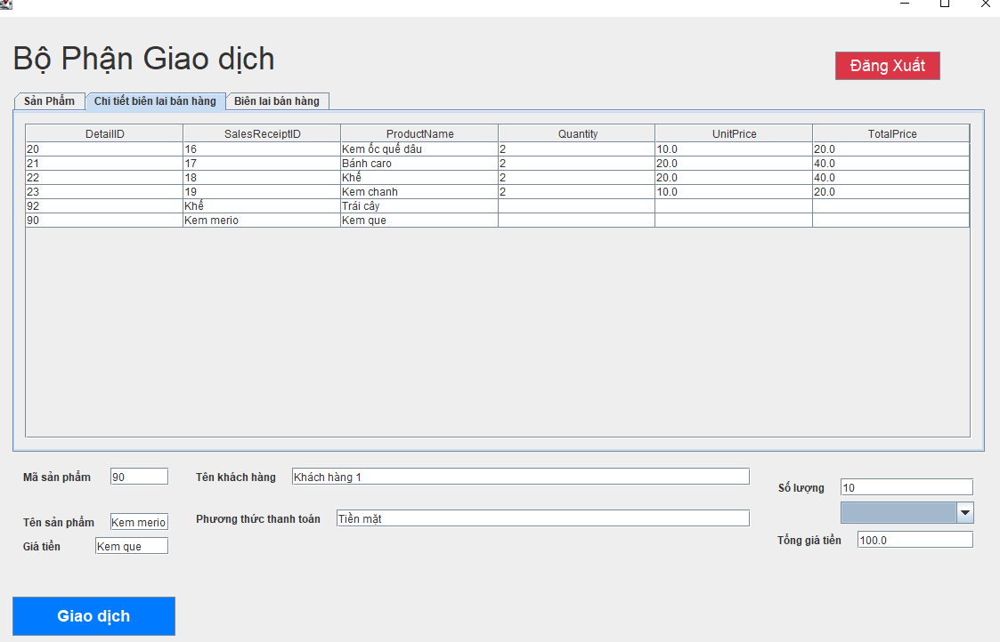 Bộ Phận Giao dịch
Đăng Xuất
Sản Phẩm Chi tiết biên lai bán hàng Biên lai bán hàng
DetailID SalesReceiptID ProductName Quantity UnitPrice TotalPrice
20 16 Kem ốc quế dâu 2 10.0 20.0
21 17 Bánh caro 2 20.0 40.0
22 18 Khế 2 20.0 40.0
23 19 Kem chanh 2 10.0 20.0
92 Khế Trái cây
90 Kem merio Kem que
Mã sản phẩm 90 Tên khách hàng Khách hàng 1
Số lượng 10
Tên sản phẩm Kem merio Phương thức thanh toán Tiền mặt
Giá tiền Kem que
Tổng giá tiền 100.0
Giao dịch